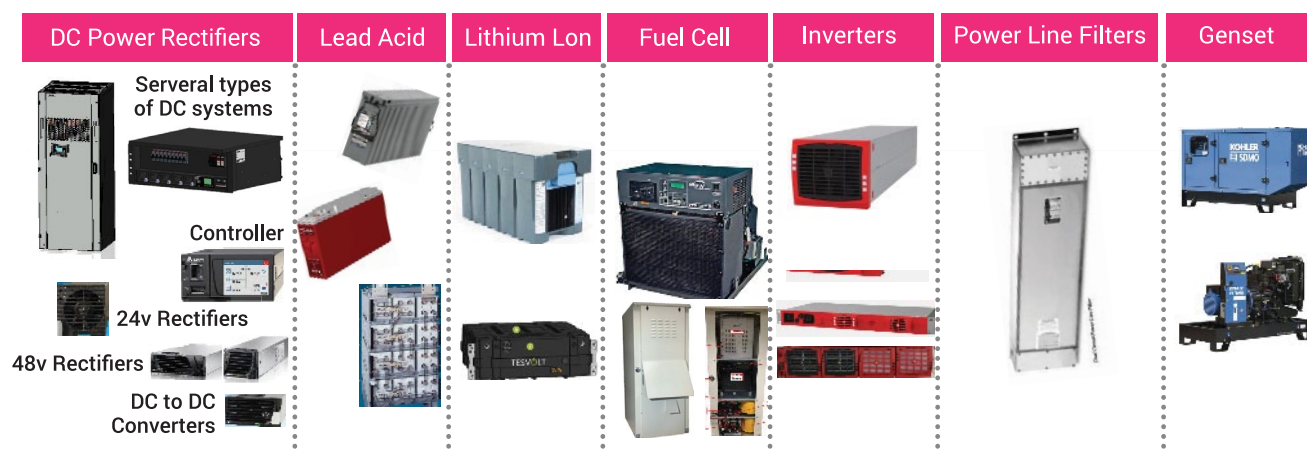 DC Power Rectifiers
Lead Acid
Lithium Lon
Fuel Cell
Inverters
Power Line Filters
Genset
Serveral types
of DC systems
Controller
24v Rectifiers
48v Rectifiers
DC to DC
Converters
TESVOLT
KOHLER
SDMO